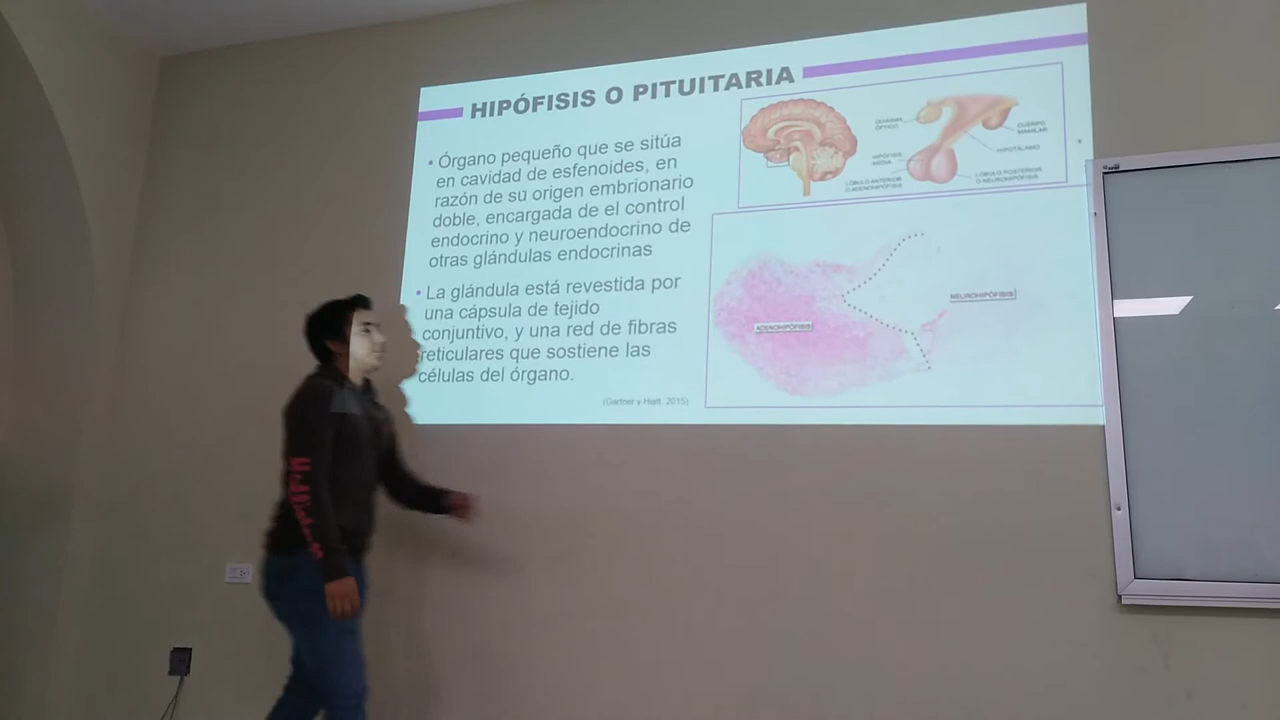 HIPÓFISIS O PITUITARIA
• Órgano pequeño que se sitúa
en cavidad de esfenoides, en
razón de su origen embrionario
doble, encargada de el control
endocrino y neuroendocrino de
otras glándulas endocrinas
• La glándula está revestida por
una cápsula de tejido
conjuntivo, y una red de fibras
reticulares que sostiene las
células del órgano.
(Gartner y Hiatt. 2015)
QUIASMA
ÓPTICO
CUERPO
MAMILAR
HIPOTÁLAMO
HIPÓFISIS
MEDIA
LÓBULO ANTERIOR
O ADENOHIPÓFISIS
LÓBULO POSTERIOR
O NEUROHIPÓFISIS
ADENOHIPÓFISIS
NEUROHIPÓFISIS